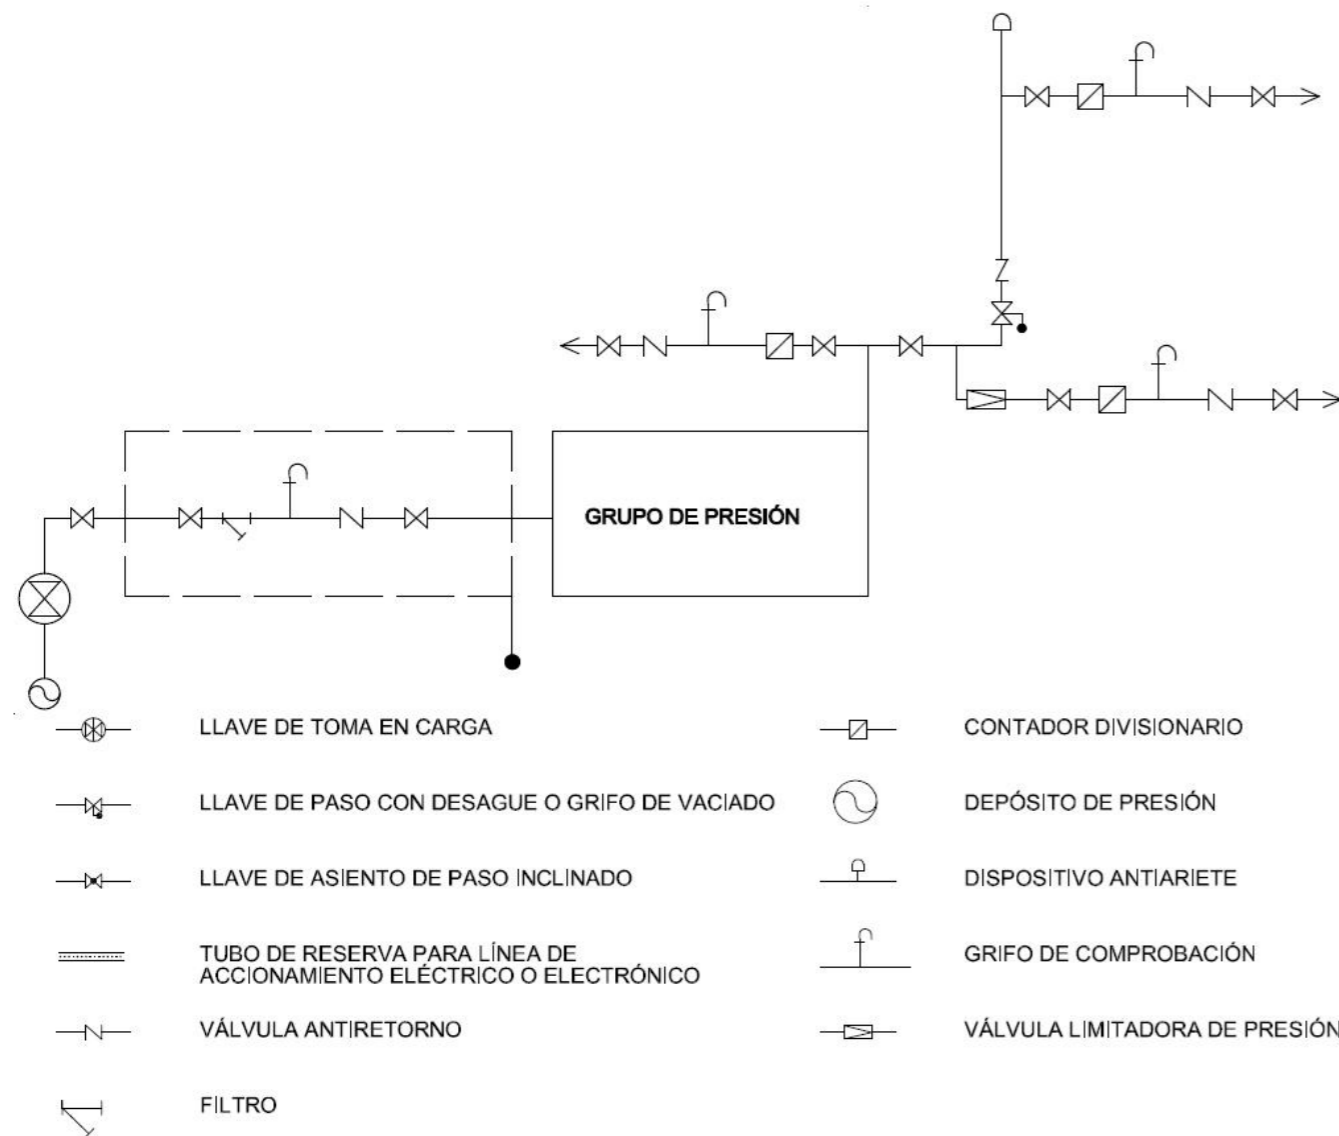 GRUPO DE PRESIÓN
LLAVE DE TOMA EN CARGA
LLAVE DE PASO CON DESAGUE O GRIFO DE VACIADO
LLAVE DE ASIENTO DE PASO INCLINADO
TUBO DE RESERVA PARA LÍNEA DE
ACCIONAMIENTO ELÉCTRICO O ELECTRÓNICO
VÁLVULA ANTIRETORNO
FILTRO
CONTADOR DIVISIONARIO
DEPÓSITO DE PRESIÓN
DISPOSITIVO ANTIARIETE
GRIFO DE COMPROBACIÓN
VÁLVULA LIMITADORA DE PRESIÓN